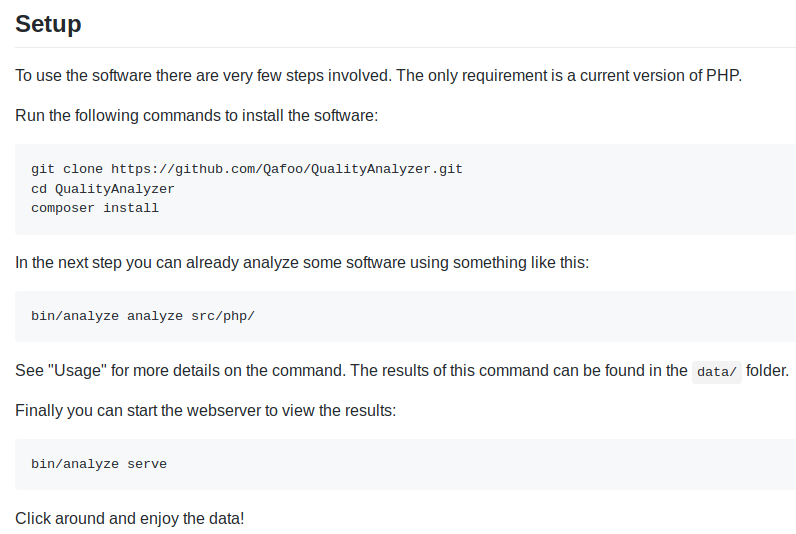 Setup
To use the software there are very few steps involved. The only requirement is a current version of PHP.
Run the following commands to install the software:
git clone https://github.com/Qafoo/QualityAnalyzer.git
cd QualityAnalyzer
composer install
In the next step you can already analyze some software using something like this:
bin/analyze analyze src/php/
See "Usage" for more details on the command. The results of this command can be found in the data/ folder.
Finally you can start the webserver to view the results:
bin/analyze serve
Click around and enjoy the data!